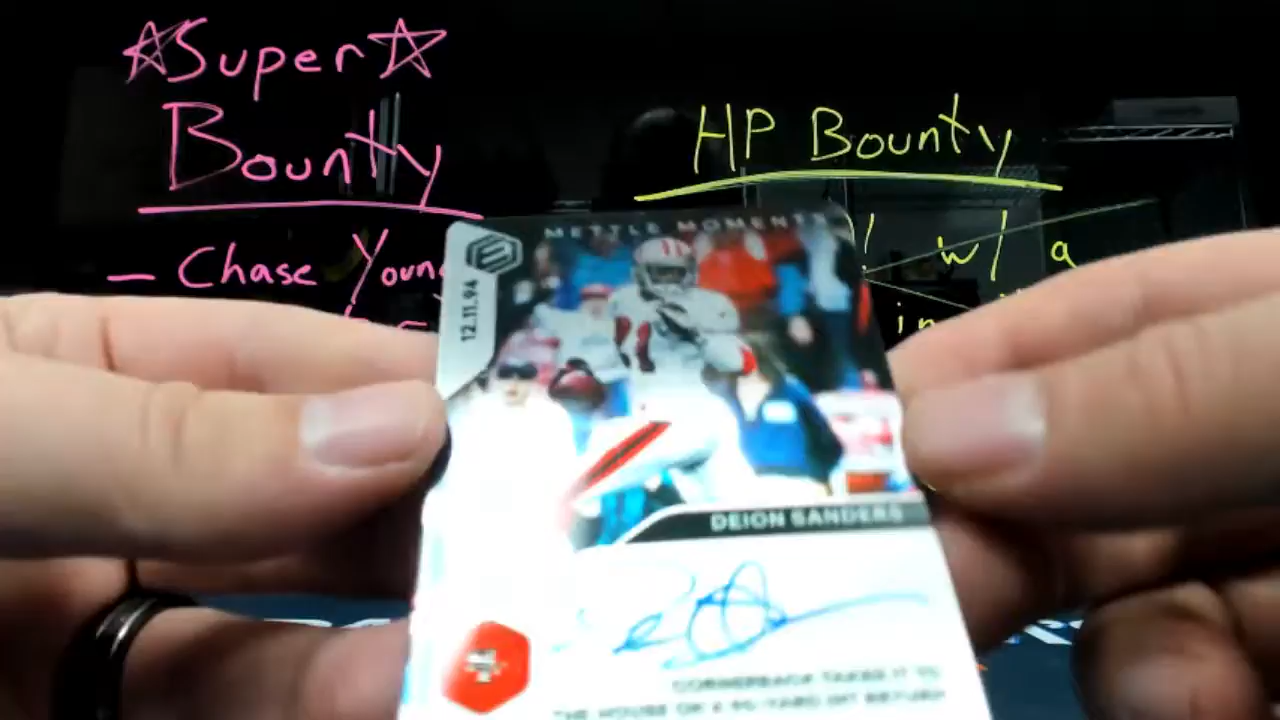 Super
Bounty
- Chase Young
HP Bounty
! w/ a
in
METTLE MOMENTS
12.11.94
DEION SANDERS
CORNERBACK TAKES IT TO
THE HOUSE ON A 90-YARD INT RETURN